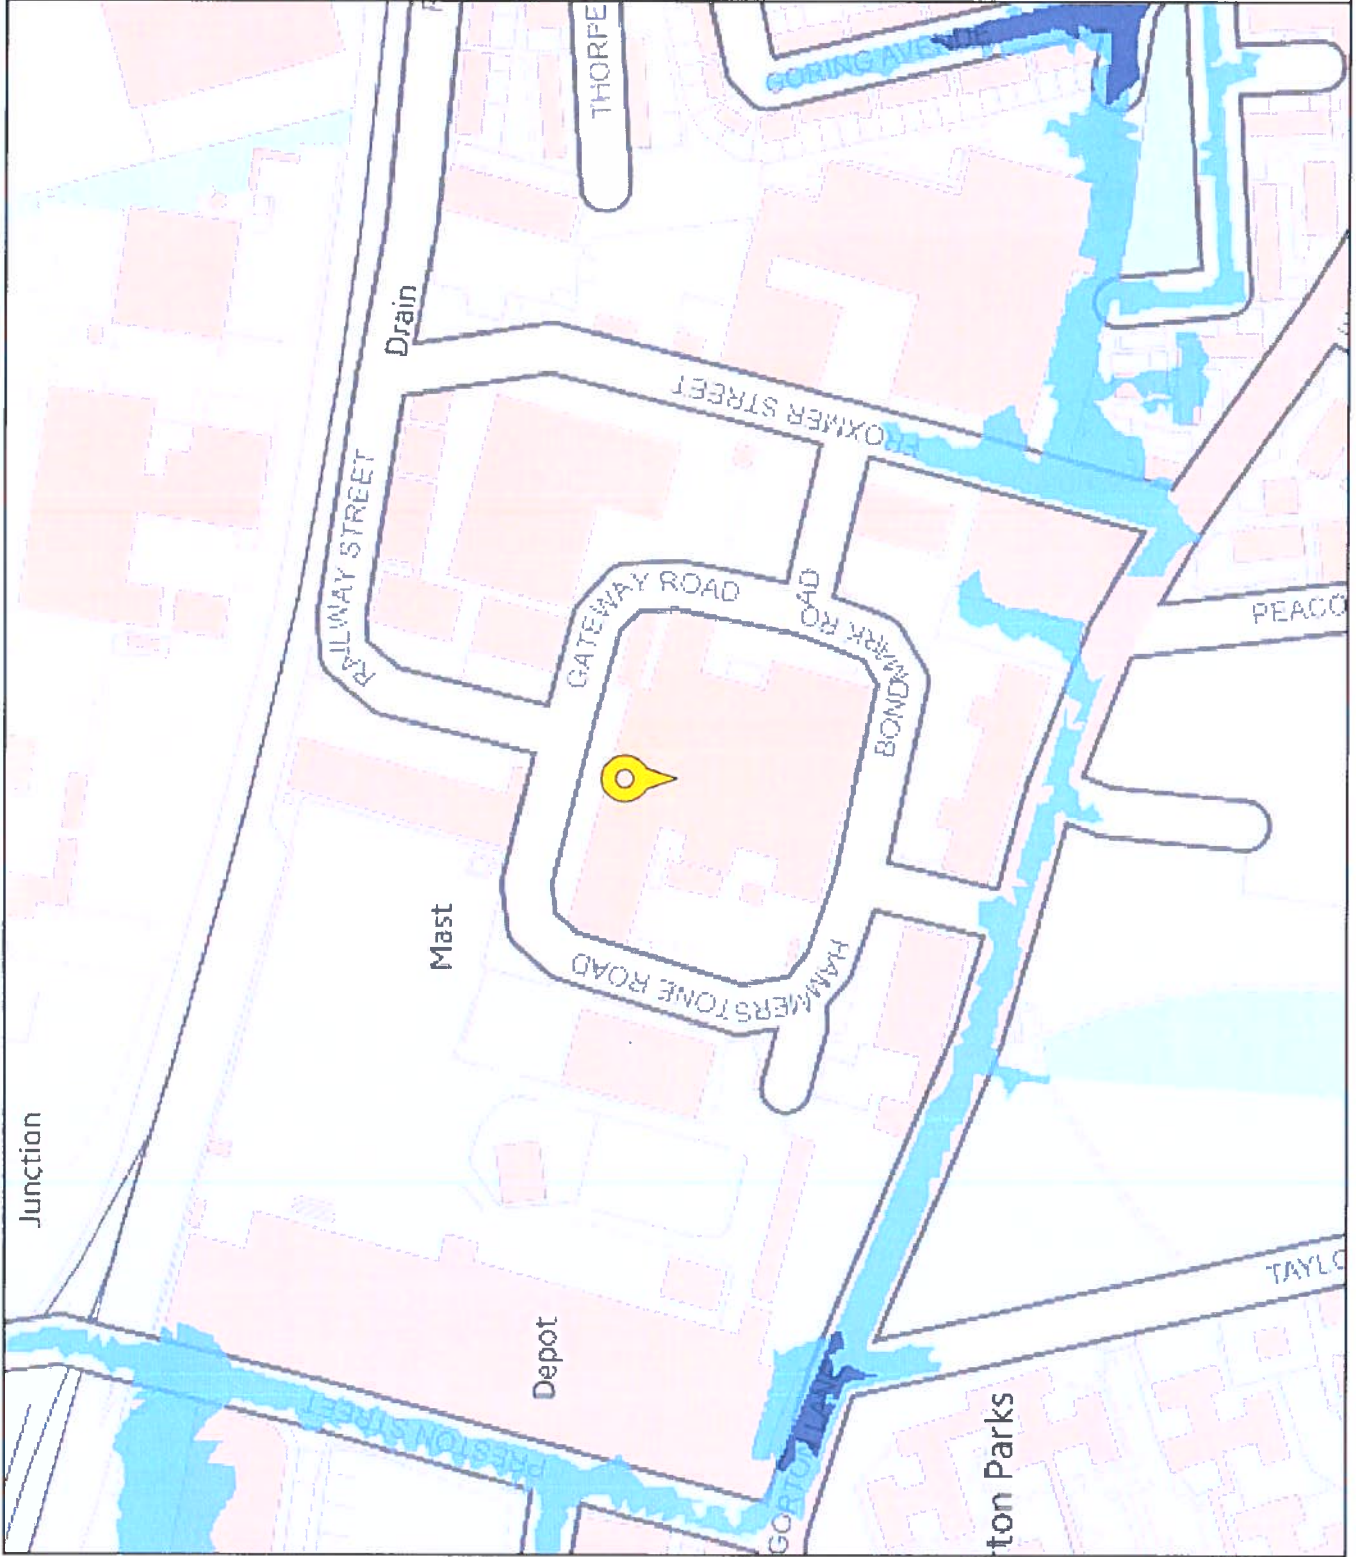 Junction
RAILWAY STREET
Drain
PRESTON STREET
Mast
Depot
THORPE
GATEWAY ROAD
HAMMERSTONE ROAD
FROXMER STREET
GORTON LANE
BONDMARK ROAD
GORING AVENUE
ton Parks
PEACO
TAYLO